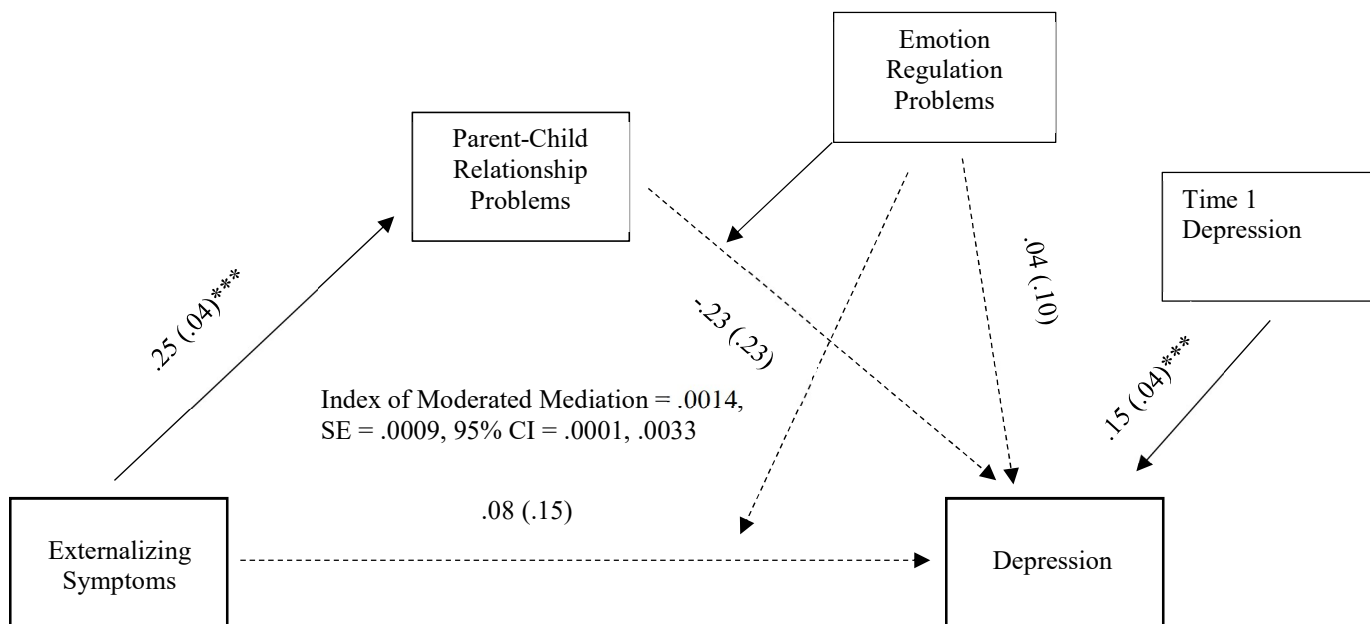 Emotion
Regulation
Problems
Parent-Child
Relationship
Problems
Time 1
Depression
.25 (.04)***
-.23 (.23)
.04 (.10)
.15 (.04)***
Index of Moderated Mediation = .0014,
SE = .0009, 95% CI = .0001, .0033
.08 (.15)
Externalizing
Symptoms
Depression